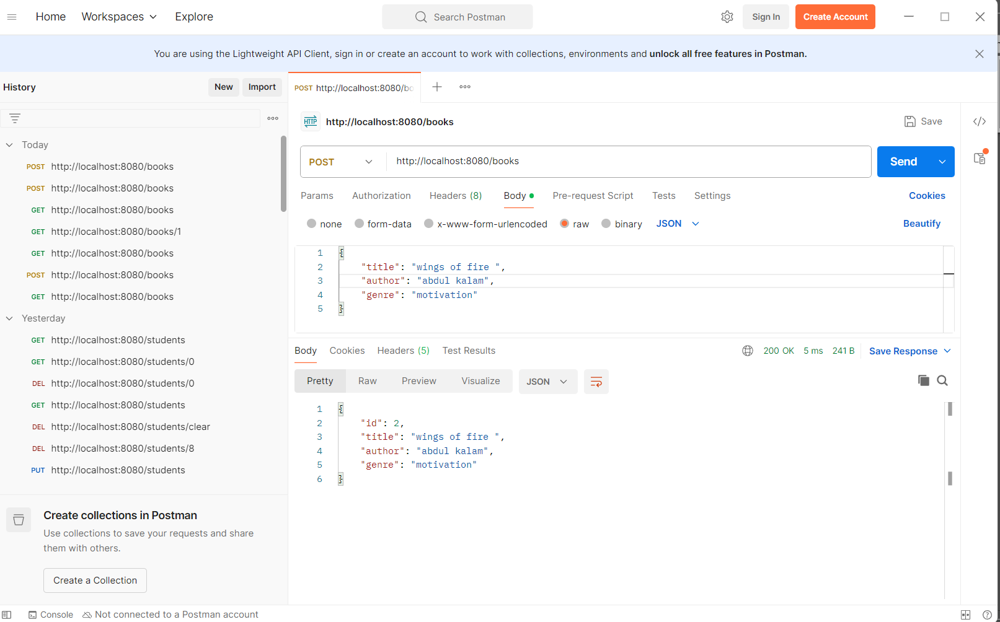 Home Workspaces Explore Search Postman Sign In Create Account
You are using the Lightweight API Client, sign in or create an account to work with collections, environments and unlock all free features in Postman.
History New Import
Today
POST http://localhost:8080/books
POST http://localhost:8080/books
GET http://localhost:8080/books
GET http://localhost:8080/books/1
GET http://localhost:8080/books
POST http://localhost:8080/books
GET http://localhost:8080/books
Yesterday
GET http://localhost:8080/students
GET http://localhost:8080/students/0
DEL http://localhost:8080/students/0
GET http://localhost:8080/students
DEL http://localhost:8080/students/clear
DEL http://localhost:8080/students/8
PUT http://localhost:8080/students
Create collections in Postman
Use collections to save your requests and share
them with others.
Create a Collection
POST http://localhost:8080/bo
HTTP http://localhost:8080/books Save </>
POST http://localhost:8080/books Send
Params Authorization Headers (8) Body Pre-request Script Tests Settings Cookies
none form-data x-www-form-urlencoded raw binary JSON Beautify
1 {
2 "title": "wings of fire ",
3 "author": "abdul kalam",
4 "genre": "motivation"
5 }
Body Cookies Headers (5) Test Results 200 OK 5 ms 241 B Save Response
Pretty Raw Preview Visualize JSON
1 {
2 "id": 2,
3 "title": "wings of fire ",
4 "author": "abdul kalam",
5 "genre": "motivation"
6 }
Console Not connected to a Postman account